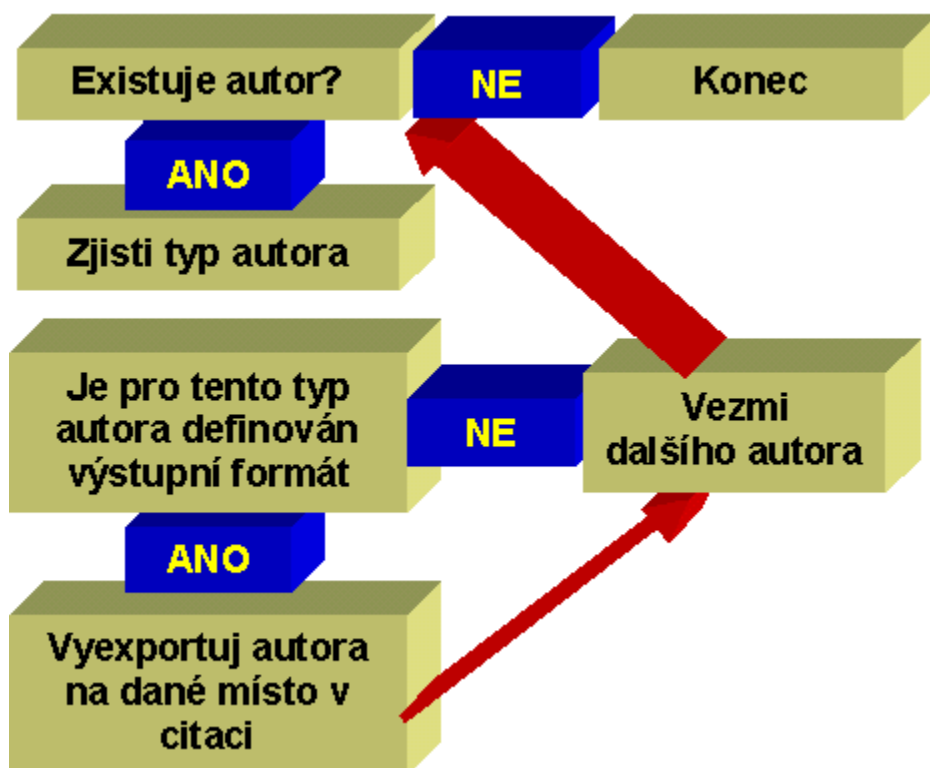 Existuje autor?
NE
Konec
ANO
Zjisti typ autora
Je pro tento typ
autora definován
výstupní formát
NE
Vezmi
dalšího autora
ANO
Vyexportuj autora
na dané místo v
citaci